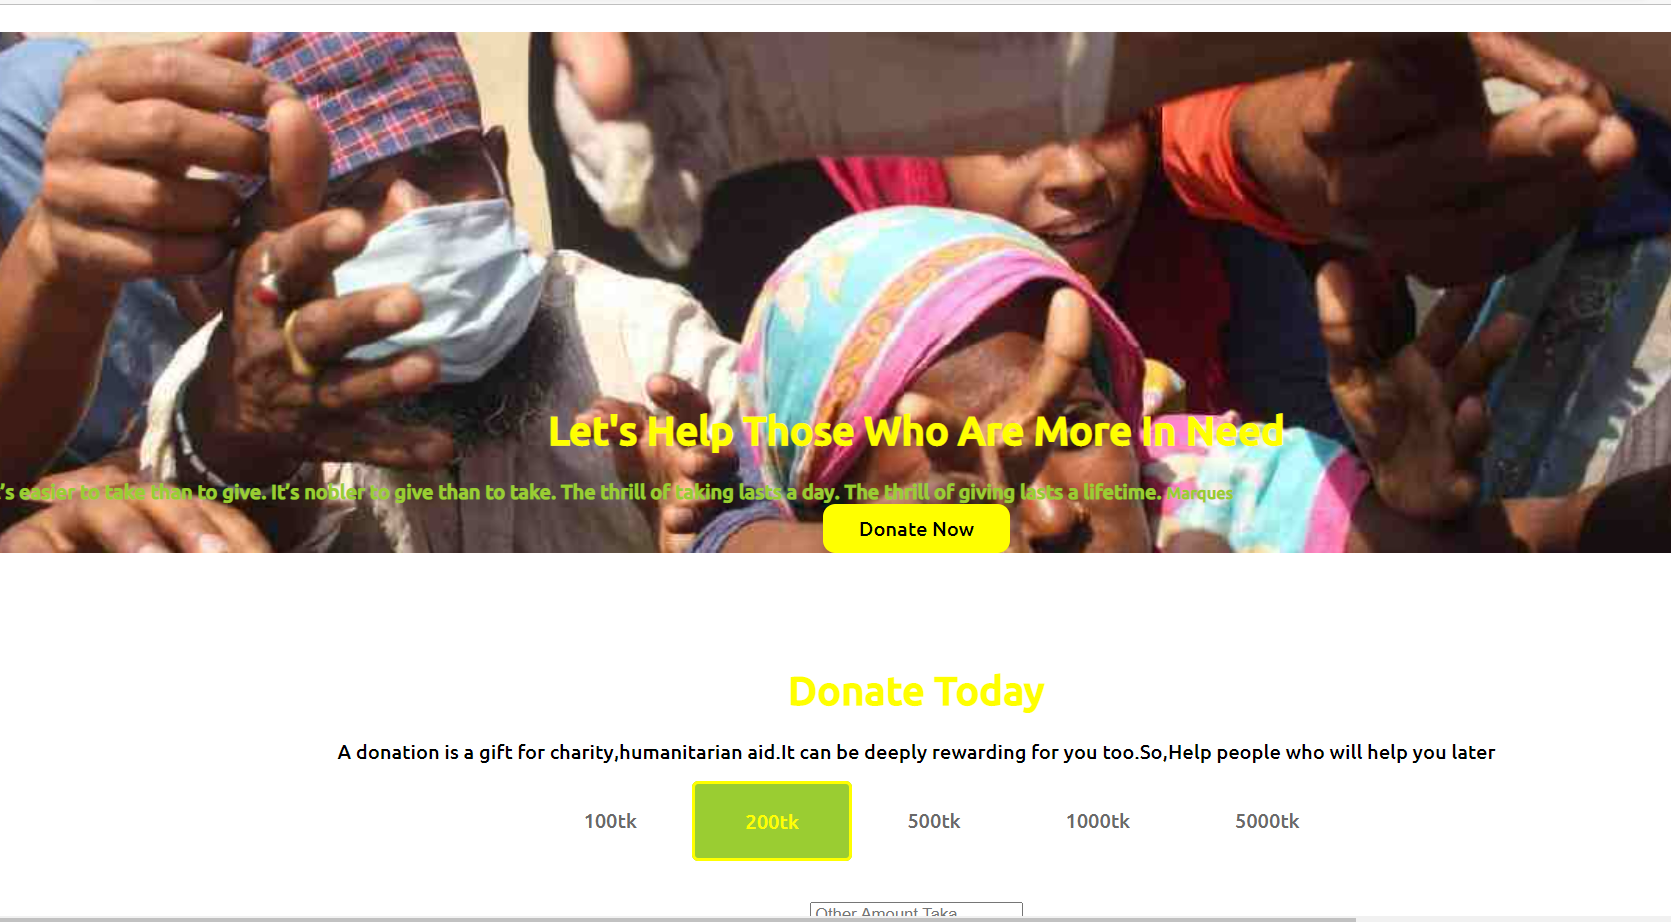 Let's Help Those Who Are More In Need
’s easier to take than to give. It’s nobler to give than to take. The thrill of taking lasts a day. The thrill of giving lasts a lifetime. Marques
Donate Now
Donate Today
A donation is a gift for charity,humanitarian aid.It can be deeply rewarding for you too.So,Help people who will help you later
100tk 200tk 500tk 1000tk 5000tk
Other Amount Taka